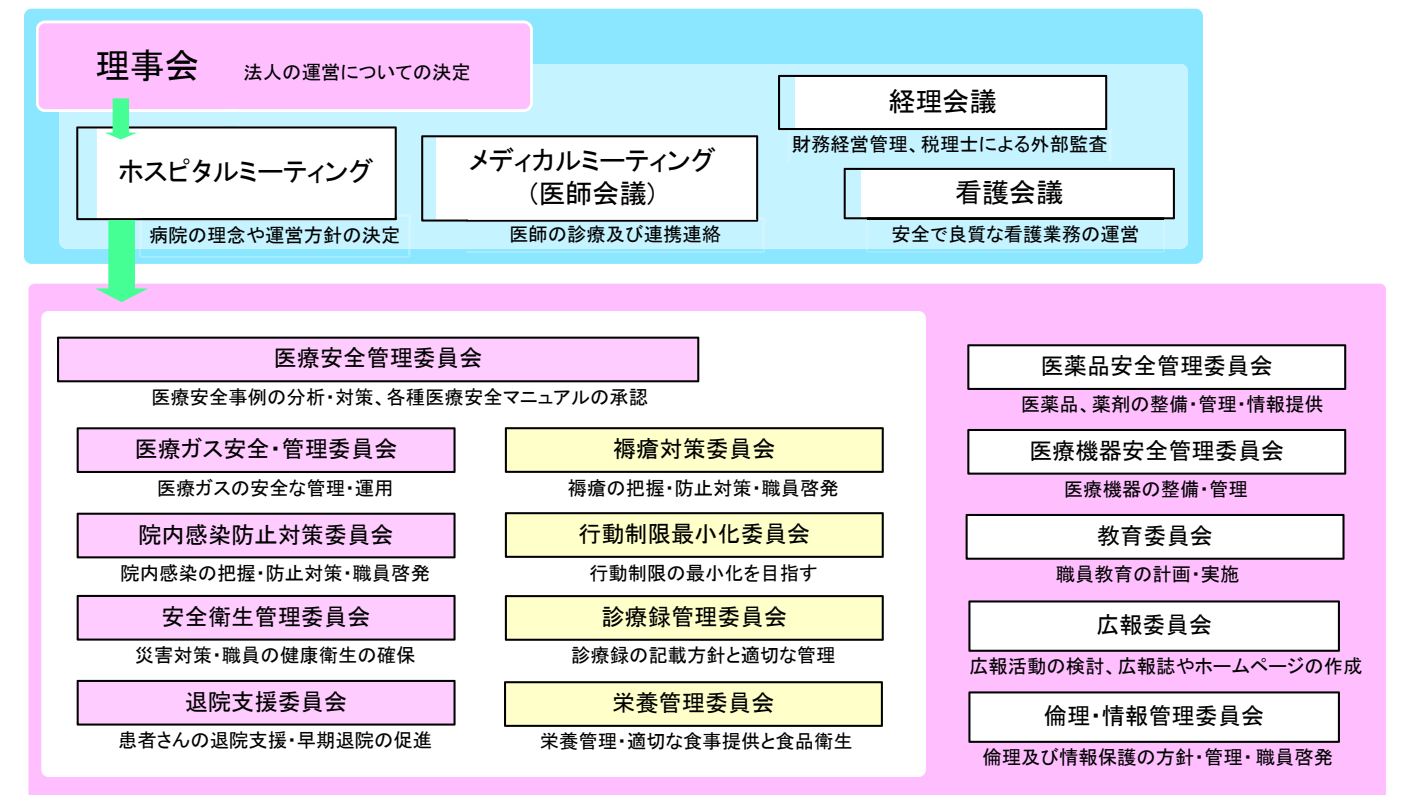 理事会 法人の運営についての決定
ホスピタルミーティング
病院の理念や運営方針の決定
メディカルミーティング
(医師会議)
医師の診療及び連携連絡
経理会議
財務経営管理、税理士による外部監査
看護会議
安全で良質な看護業務の運営
医療安全管理委員会
医療安全事例の分析・対策、各種医療安全マニュアルの承認
医療ガス安全・管理委員会
医療ガスの安全な管理・運用
院内感染防止対策委員会
院内感染の把握・防止対策・職員啓発
安全衛生管理委員会
災害対策・職員の健康衛生の確保
退院支援委員会
患者さんの退院支援・早期退院の促進
褥瘡対策委員会
褥瘡の把握・防止対策・職員啓発
行動制限最小化委員会
行動制限の最小化を目指す
診療録管理委員会
診療録の記載方針と適切な管理
栄養管理委員会
栄養管理・適切な食事提供と食品衛生
医薬品安全管理委員会
医薬品、薬剤の整備・管理・情報提供
医療機器安全管理委員会
医療機器の整備・管理
教育委員会
職員教育の計画・実施
広報委員会
広報活動の検討、広報誌やホームページの作成
倫理・情報管理委員会
倫理及び情報保護の方針・管理・職員啓発